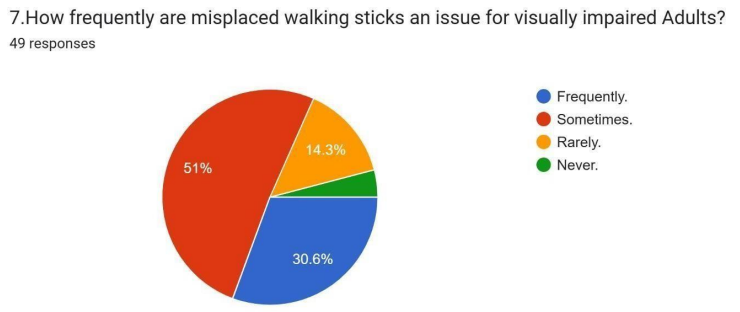 7.How frequently are misplaced walking sticks an issue for visually impaired Adults?
49 responses
Frequently.
Sometimes.
Rarely.
Never.
14.3%
51%
30.6%